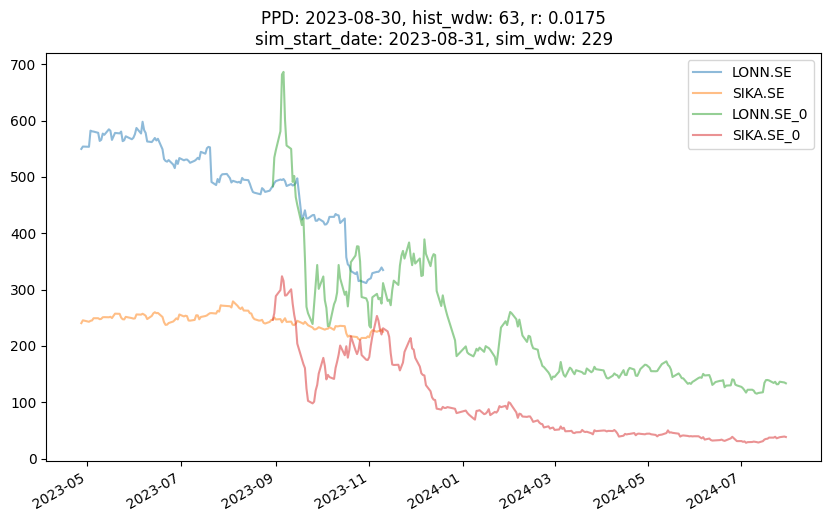 PPD: 2023-08-30, hist_wdw: 63, r: 0.0175
sim_start_date: 2023-08-31, sim_wdw: 229
LONN.SE
SIKA.SE
LONN.SE_0
SIKA.SE_0
700
600
500
400
300
200
100
0
2023-05
2023-07
2023-09
2023-11
2024-01
2024-03
2024-05
2024-07